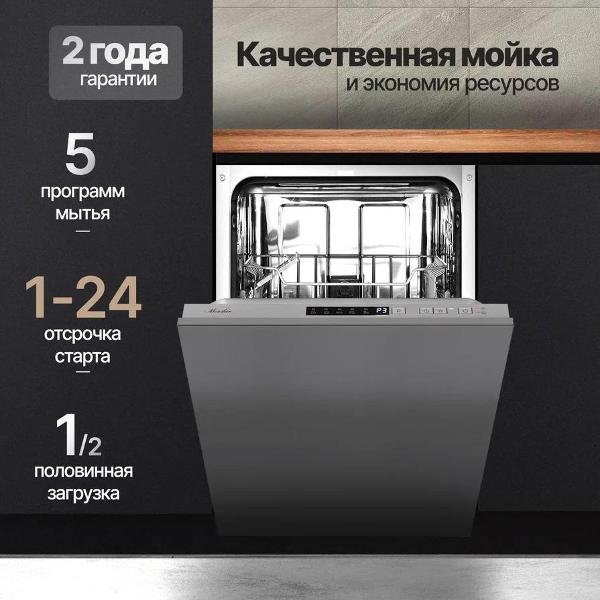 2 года
гарантии
Качественная мойка
и экономия ресурсов
5
программ
мытья
1-24
отсрочка
старта
1/2
половинная
загрузка
P3
P